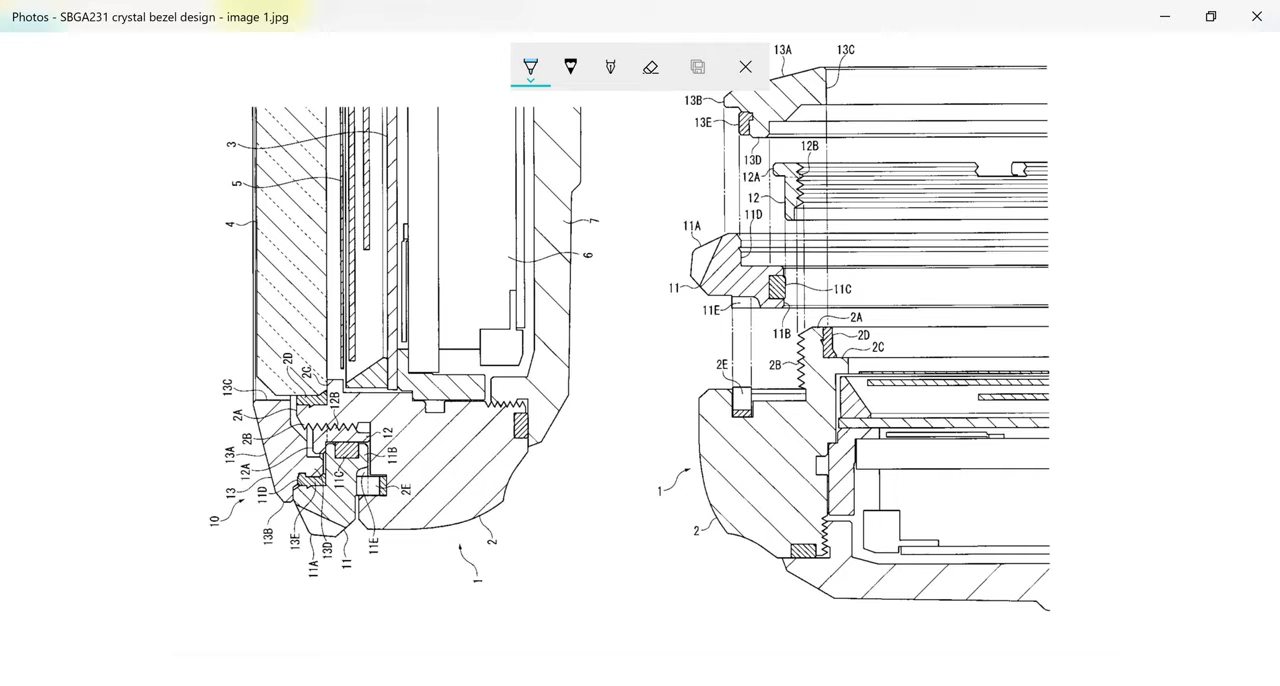 Photos - SBGA231 crystal bezel design - image 1.jpg
3
5
4
7
6
2D
2C
13C
12B
2A
12
2B
11B
13A
12A
11C
2E
13
11D
10
13B
13E
13D
11E
2
11A
11
1
13A
13C
13B
13E
13D
12B
12A
12
11D
11A
11
11C
11E
11B
2A
2D
2C
2B
2E
1
2